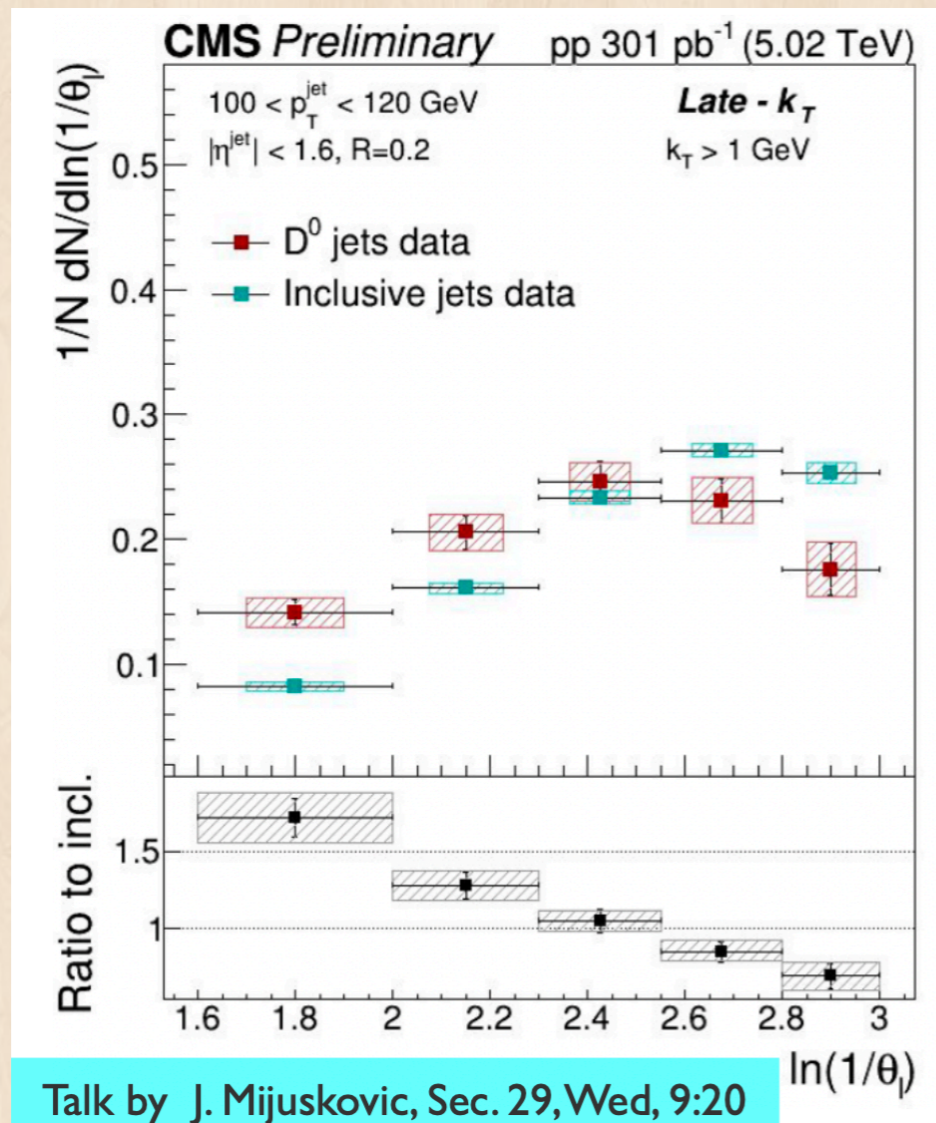 CMS Preliminary pp 301 pb⁻¹ (5.02 TeV)
100 < p_T^jet < 120 GeV
|η^jet| < 1.6, R=0.2
Late - k_T
k_T > 1 GeV
D⁰ jets data
Inclusive jets data
1/N dN/dln(1/θ_l)
0.5
0.4
0.3
0.2
0.1
Ratio to incl.
1.5
1
1.6 1.8 2 2.2 2.4 2.6 2.8 3
ln(1/θ_l)
Talk by J. Mijuskovic, Sec. 29, Wed, 9:20